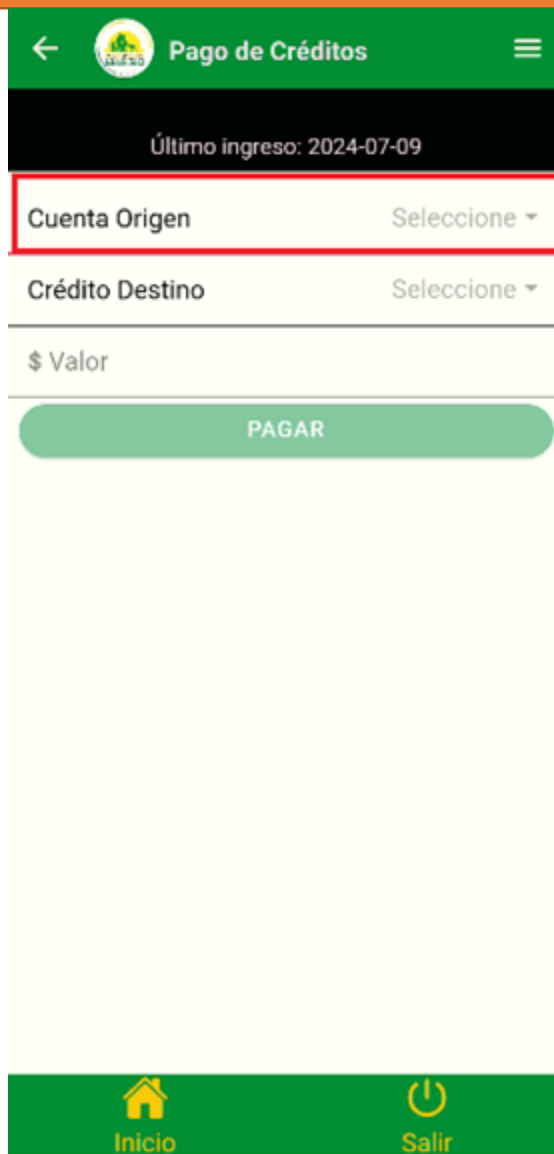 Pago de Créditos
Último ingreso: 2024-07-09
Cuenta Origen Seleccione
Crédito Destino Seleccione
$ Valor
PAGAR
Inicio Salir